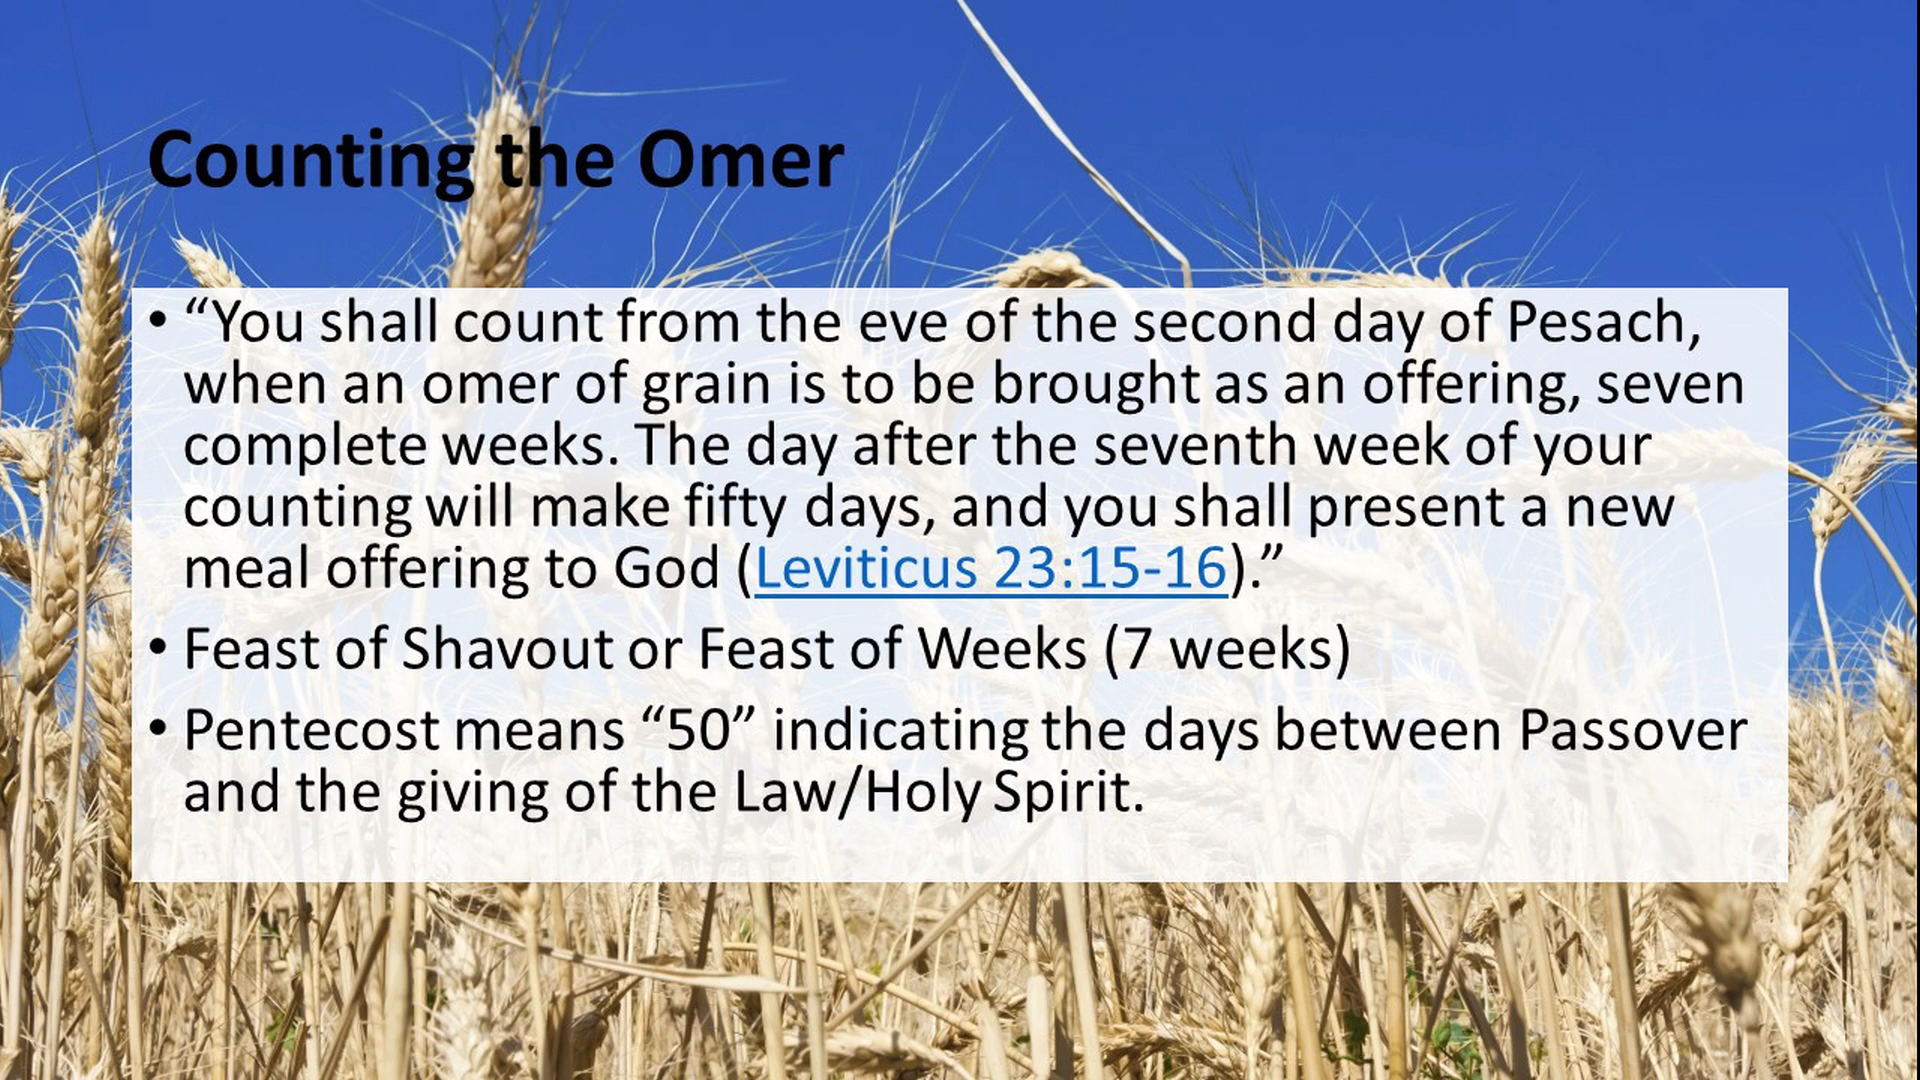 Counting the Omer
• “You shall count from the eve of the second day of Pesach,
when an omer of grain is to be brought as an offering, seven
complete weeks. The day after the seventh week of your
counting will make fifty days, and you shall present a new
meal offering to God (Leviticus 23:15-16).”
• Feast of Shavout or Feast of Weeks (7 weeks)
• Pentecost means “50” indicating the days between Passover
and the giving of the Law/Holy Spirit.